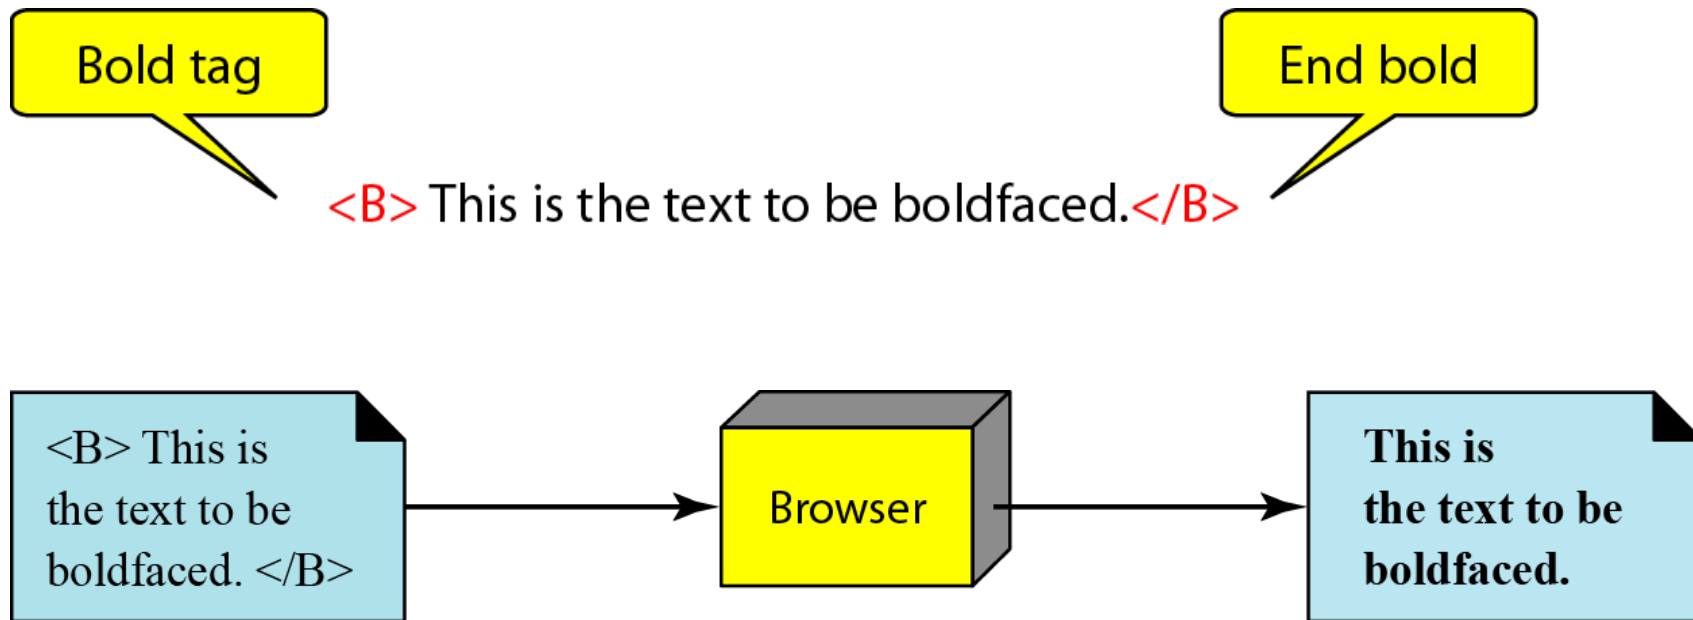 Bold tag
End bold
<B> This is the text to be boldfaced.</B>
<B> This is
the text to be
boldfaced. </B>
Browser
This is
the text to be
boldfaced.